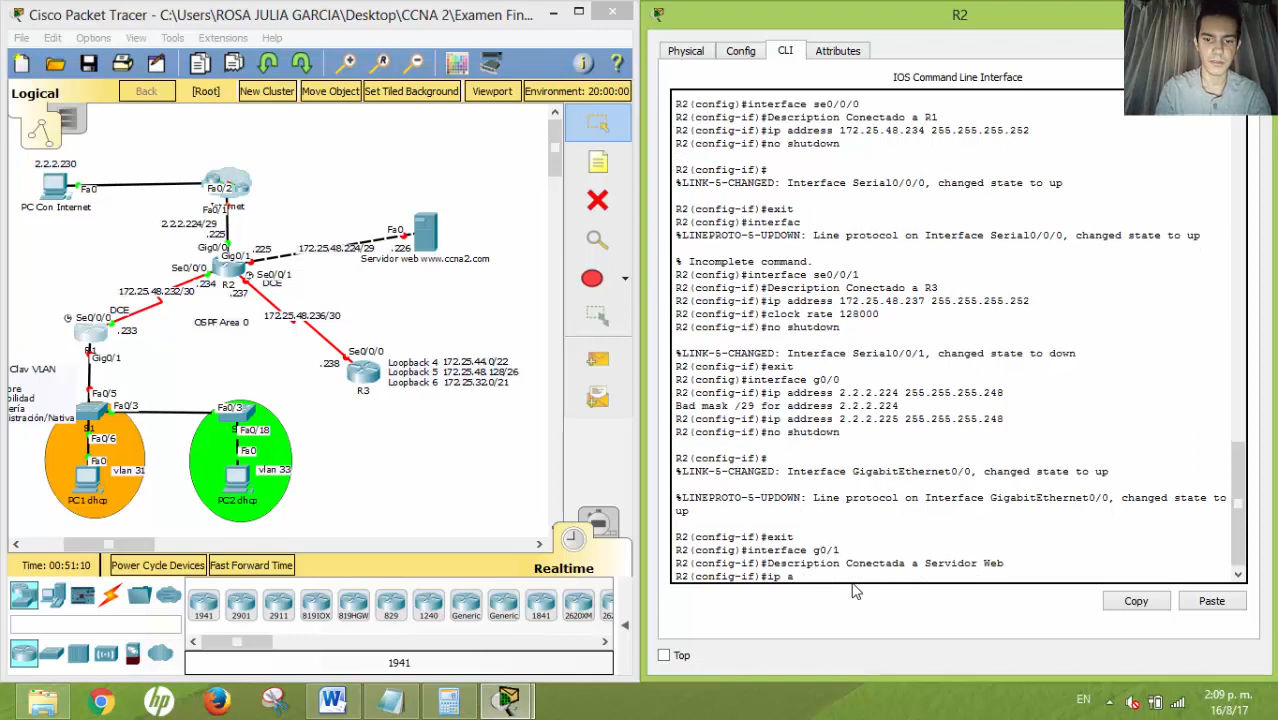 Cisco Packet Tracer - C:\Users\ROSA JULIA GARCIA\Desktop\CCNA 2\Examen Fin...
File Edit Options View Tools Extensions Help
Logical Back [Root] New Cluster Move Object Set Tiled Background Viewport Environment: 20:00:00
2.2.2.230
Fa0
Fa0/2
PC Con Internet
Fa0/1
2.2.2.224/29
.225
Fa0
Gig0/0
.225
172.25.48.224/29
.226
Gig0/1
Servidor web www.ccna2.com
Se0/0/0
Se0/0/1
.234
R2
DCE
.237
172.25.48.232/30
DCE
172.25.48.236/30
Se0/0/0
OSPF Area 0
.233
Se0/0/0
Gig0/1
.238
Loopback 4 172.25.44.0/22
Loopback 5 172.25.48.128/26
Loopback 6 172.25.32.0/21
R3
Clav VLAN
Fa0/5
Fa0/3
Fa0/3
Fa0/6
Fa0/18
Fa0
Fa0
vlan 31
vlan 33
PC1 dhcp
PC2 dhcp
Time: 00:51:10 Power Cycle Devices Fast Forward Time
Realtime
1941 2901 2911 819IOX 819HGW 829 1240 Generic Generic 1841 2620XM
1941
R2
Physical Config CLI Attributes
IOS Command Line Interface
R2(config)#interface se0/0/0
R2(config-if)#Description Conectado a R1
R2(config-if)#ip address 172.25.48.234 255.255.255.252
R2(config-if)#no shutdown
R2(config-if)#
%LINK-5-CHANGED: Interface Serial0/0/0, changed state to up
R2(config-if)#exit
R2(config)#interfac
%LINEPROTO-5-UPDOWN: Line protocol on Interface Serial0/0/0, changed state to up
% Incomplete command.
R2(config)#interface se0/0/1
R2(config-if)#Description Conectado a R3
R2(config-if)#ip address 172.25.48.237 255.255.255.252
R2(config-if)#clock rate 128000
R2(config-if)#no shutdown
%LINK-5-CHANGED: Interface Serial0/0/1, changed state to down
R2(config-if)#exit
R2(config)#interface g0/0
R2(config-if)#ip address 2.2.2.224 255.255.255.248
Bad mask /29 for address 2.2.2.224
R2(config-if)#ip address 2.2.2.225 255.255.255.248
R2(config-if)#no shutdown
R2(config-if)#
%LINK-5-CHANGED: Interface GigabitEthernet0/0, changed state to up
%LINEPROTO-5-UPDOWN: Line protocol on Interface GigabitEthernet0/0, changed state to
up
R2(config-if)#exit
R2(config)#interface g0/1
R2(config-if)#Description Conectada a Servidor Web
R2(config-if)#ip a
Copy Paste
Top
EN
2:09 p. m.
16/8/17